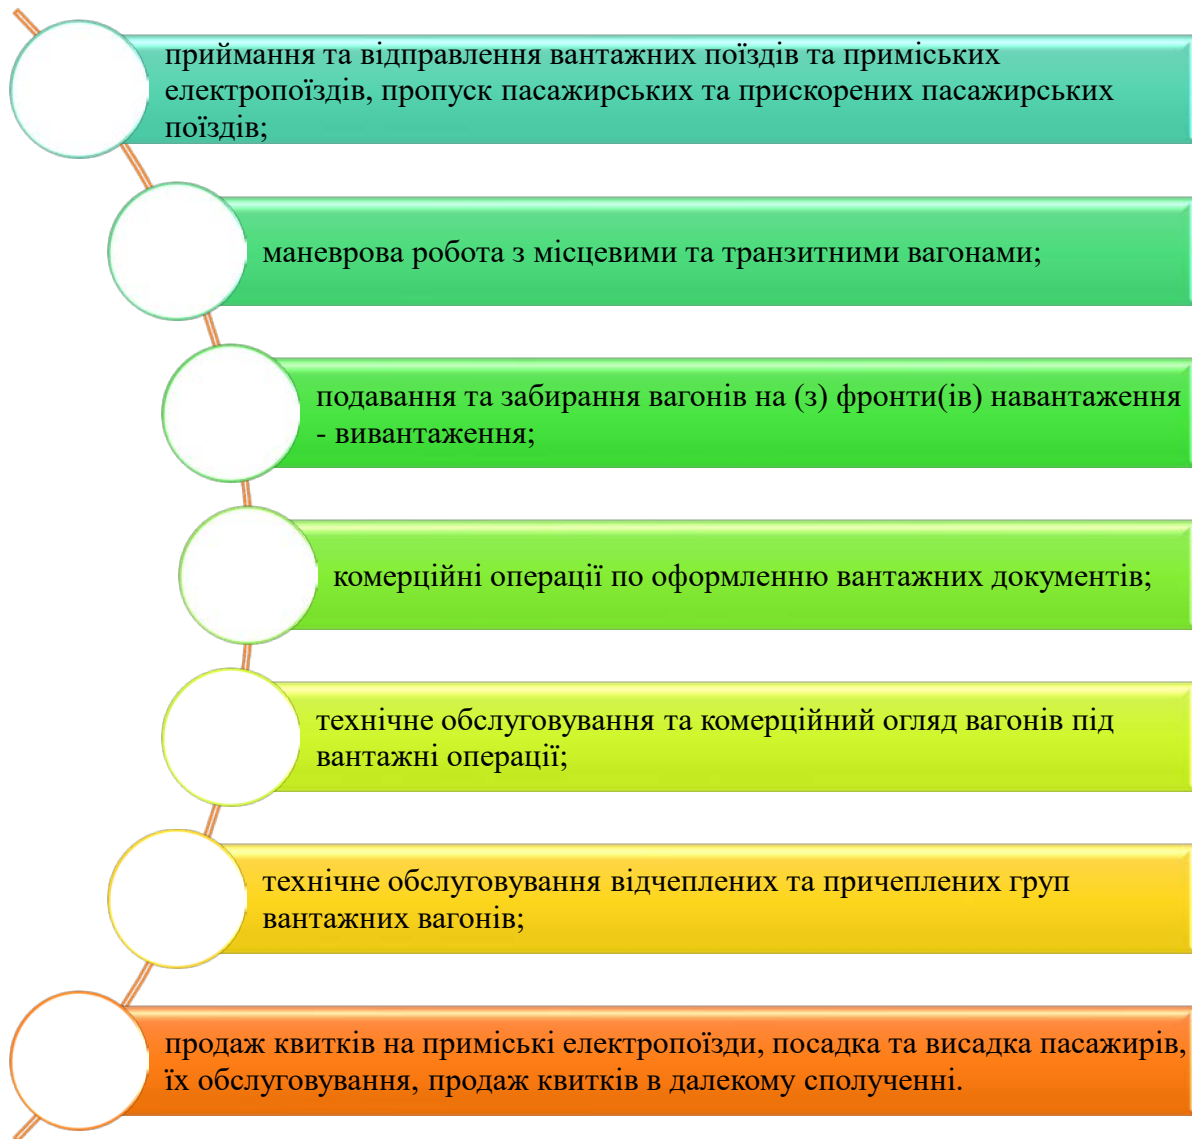 приймання та відправлення вантажних поїздів та приміських
електропоїздів, пропуск пасажирських та прискорених пасажирських
поїздів;
маневрова робота з місцевими та транзитними вагонами;
подавання та забирання вагонів на (з) фронти(ів) навантаження
- вивантаження;
комерційні операції по оформленню вантажних документів;
технічне обслуговування та комерційний огляд вагонів під
вантажні операції;
технічне обслуговування відчеплених та причеплених груп
вантажних вагонів;
продаж квитків на приміські електропоїзди, посадка та висадка пасажирів,
їх обслуговування, продаж квитків в далекому сполученні.